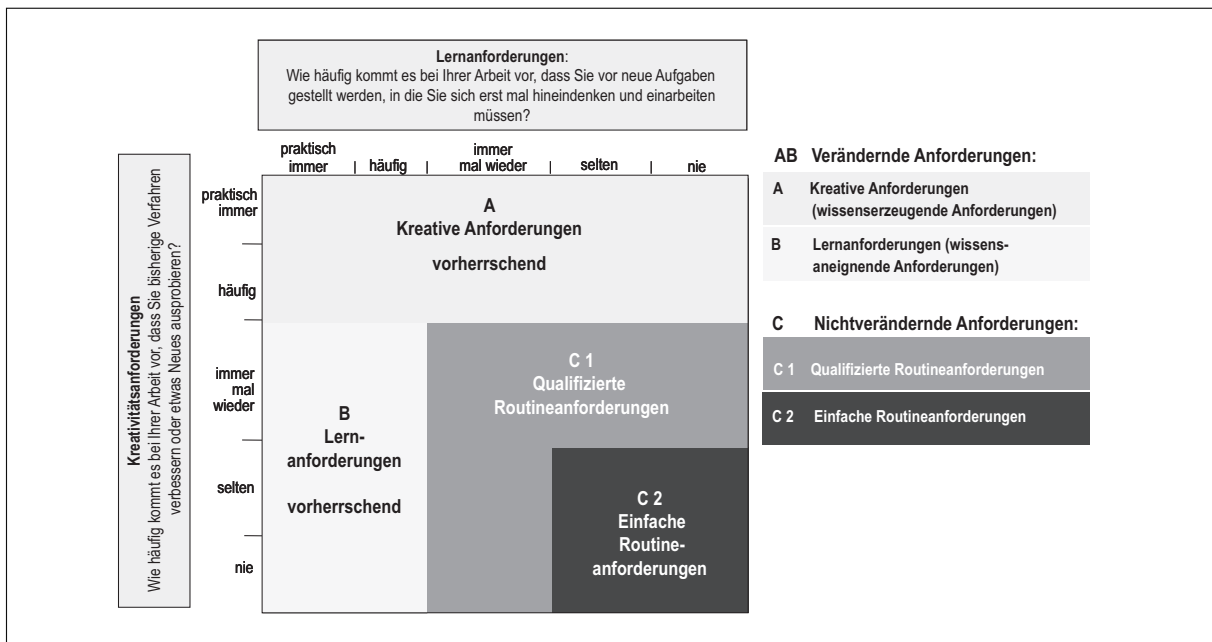 Lernanforderungen:
Wie häufig kommt es bei Ihrer Arbeit vor, dass Sie vor neue Aufgaben
gestellt werden, in die Sie sich erst mal hineindenken und einarbeiten
müssen?
praktisch
immer
häufig
immer
mal wieder
selten
nie
Kreativitätsanforderungen
Wie häufig kommt es bei Ihrer Arbeit vor, dass Sie bisherige Verfahren
verbessern oder etwas Neues ausprobieren?
praktisch
immer
häufig
immer
mal
wieder
selten
nie
A
Kreative Anforderungen
vorherrschend
B
Lern-
anforderungen
vorherrschend
C 1
Qualifizierte
Routineanforderungen
C 2
Einfache
Routine-
anforderungen
AB Verändernde Anforderungen:
A Kreative Anforderungen
(wissenserzeugende Anforderungen)
B Lernanforderungen (wissens-
aneignende Anforderungen)
C Nichtverändernde Anforderungen:
C 1 Qualifizierte Routineanforderungen
C 2 Einfache Routineanforderungen